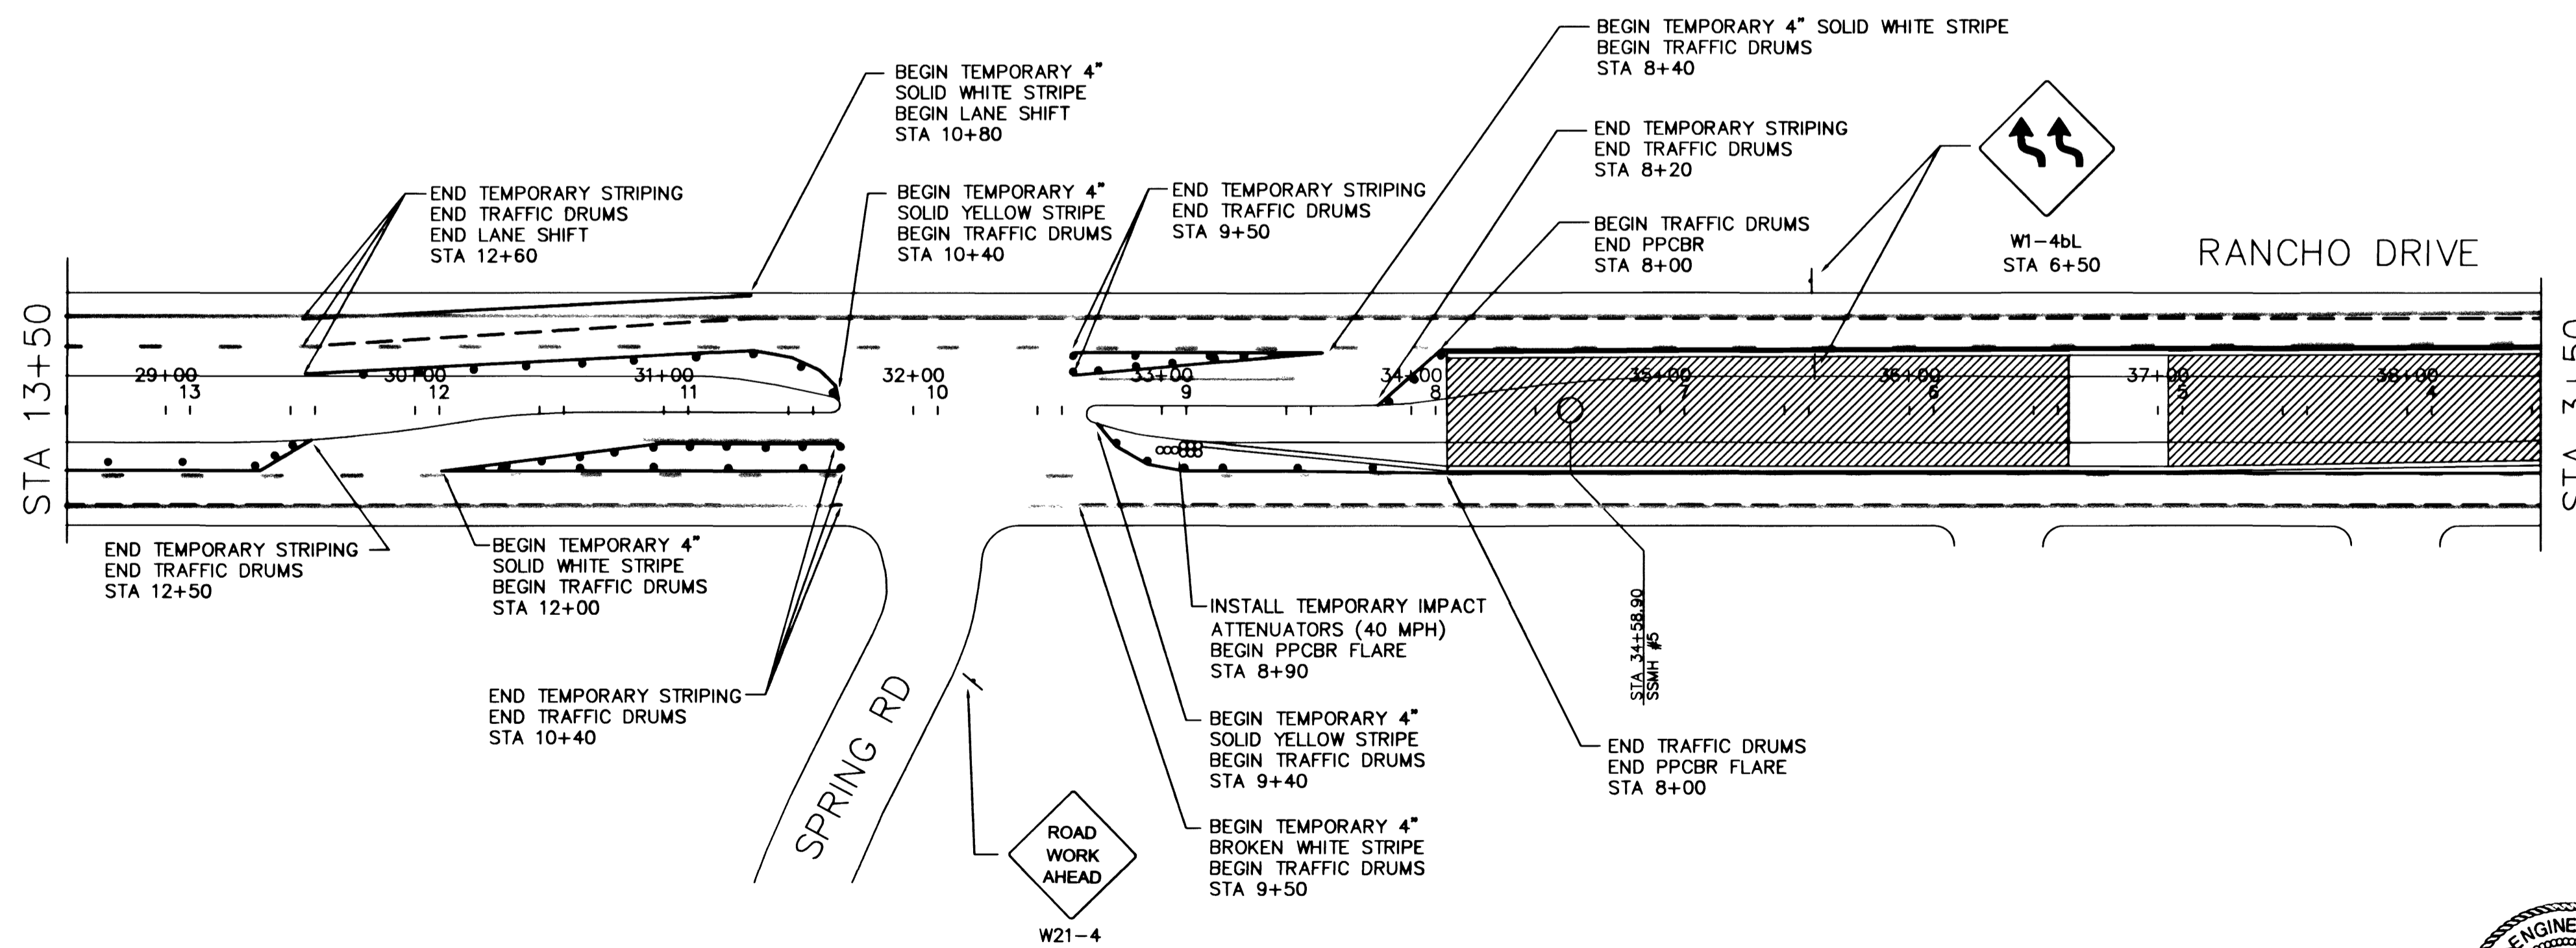 BEGIN TEMPORARY 4" SOLID WHITE STRIPE
BEGIN TRAFFIC DRUMS
STA 8+40
BEGIN TEMPORARY 4"
SOLID WHITE STRIPE
BEGIN LANE SHIFT
STA 10+80
END TEMPORARY STRIPING
END TRAFFIC DRUMS
STA 8+20
END TEMPORARY STRIPING
END TRAFFIC DRUMS
END LANE SHIFT
STA 12+60
BEGIN TEMPORARY 4"
SOLID YELLOW STRIPE
BEGIN TRAFFIC DRUMS
STA 10+40
END TEMPORARY STRIPING
END TRAFFIC DRUMS
STA 9+50
BEGIN TRAFFIC DRUMS
END PPCBR
STA 8+00
W1-4bL
STA 6+50
RANCHO DRIVE
STA 13+50
29+00
30+00
31+00
32+00
33+00
34+00
35+00
36+00
37+00
38+00
13
12
11
10
9
8
7
6
5
4
STA 3+50
END TEMPORARY STRIPING
END TRAFFIC DRUMS
STA 12+50
BEGIN TEMPORARY 4"
SOLID WHITE STRIPE
BEGIN TRAFFIC DRUMS
STA 12+00
END TEMPORARY STRIPING
END TRAFFIC DRUMS
STA 10+40
SPRING RD
INSTALL TEMPORARY IMPACT
ATTENUATORS (40 MPH)
BEGIN PPCBR FLARE
STA 8+90
STA 34+58.90
SSMH #5
BEGIN TEMPORARY 4"
SOLID YELLOW STRIPE
BEGIN TRAFFIC DRUMS
STA 9+40
END TRAFFIC DRUMS
END PPCBR FLARE
STA 8+00
BEGIN TEMPORARY 4"
BROKEN WHITE STRIPE
BEGIN TRAFFIC DRUMS
STA 9+50
ROAD
WORK
AHEAD
W21-4